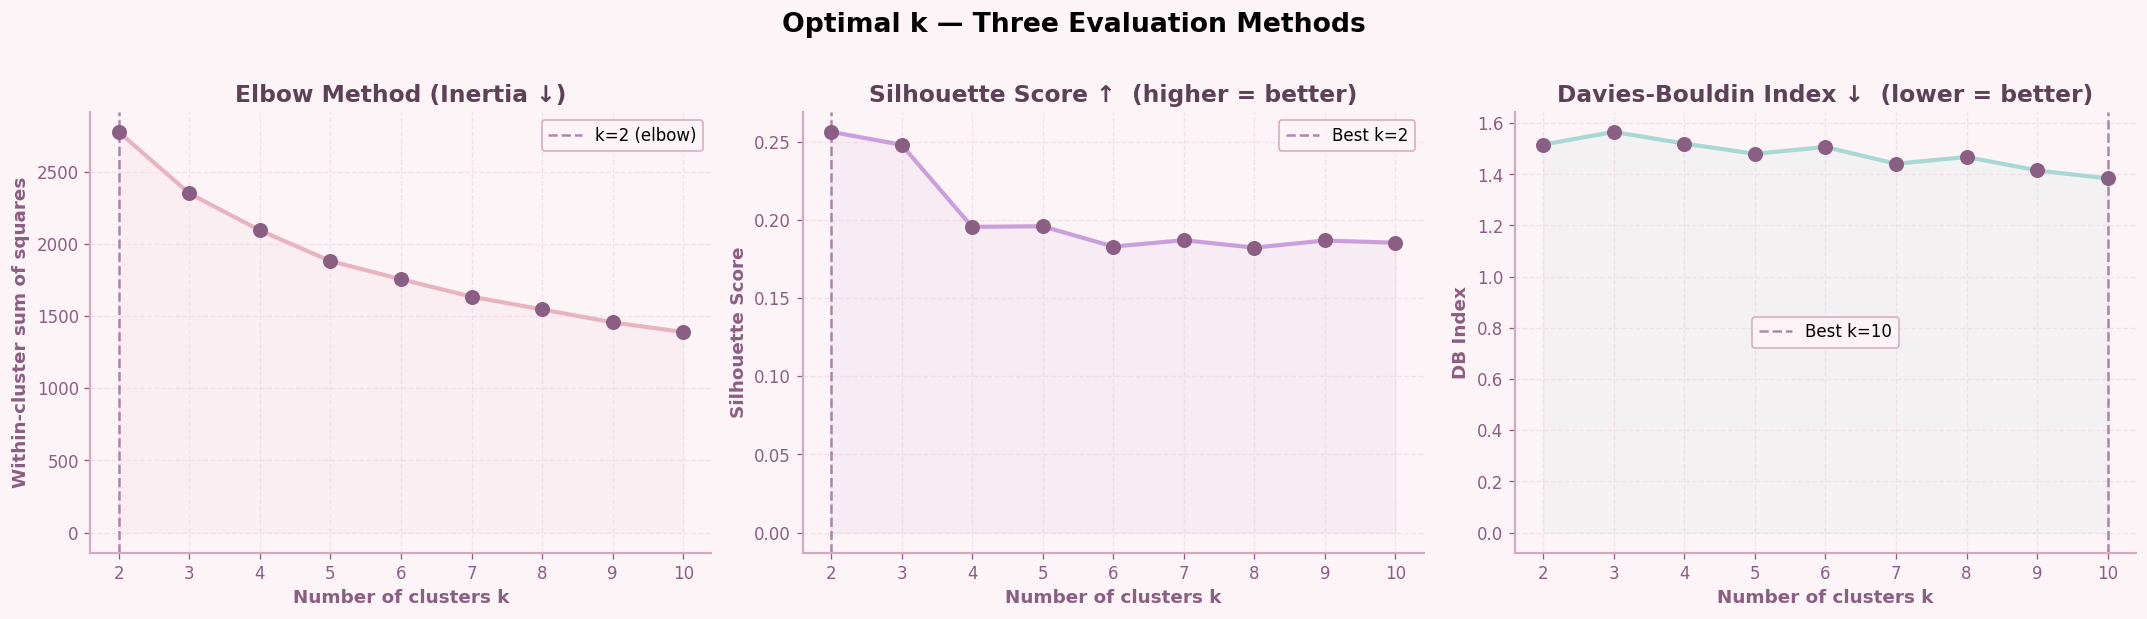 Optimal k — Three Evaluation Methods
Elbow Method (Inertia ↓)
k=2 (elbow)
Within-cluster sum of squares
2500
2000
1500
1000
500
0
2 3 4 5 6 7 8 9 10
Number of clusters k
Silhouette Score ↑ (higher = better)
Best k=2
Silhouette Score
0.25
0.20
0.15
0.10
0.05
0.00
2 3 4 5 6 7 8 9 10
Number of clusters k
Davies-Bouldin Index ↓ (lower = better)
Best k=10
DB Index
1.6
1.4
1.2
1.0
0.8
0.6
0.4
0.2
0.0
2 3 4 5 6 7 8 9 10
Number of clusters k